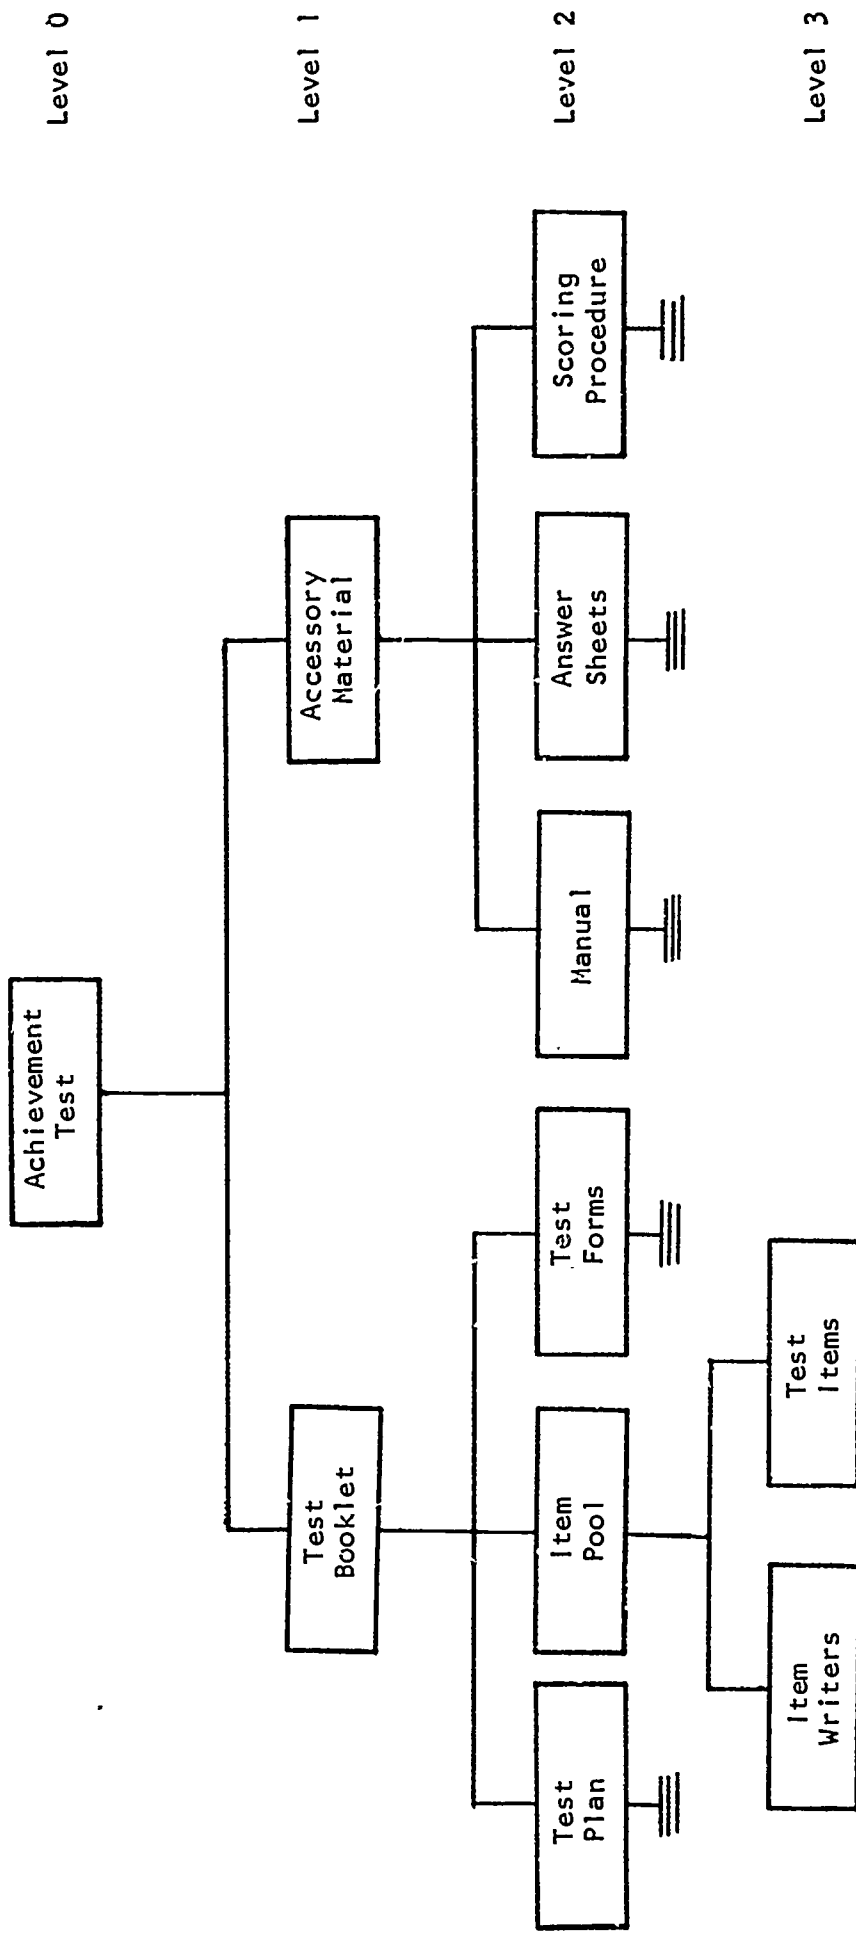 Achievement
Test
Level 0
Test
Booklet
Accessory
Material
Level 1
Test
Plan
Item
Pool
Test
Forms
Manual
Answer
Sheets
Scoring
Procedure
Level 2
Item
Writers
Test
Items
Level 3